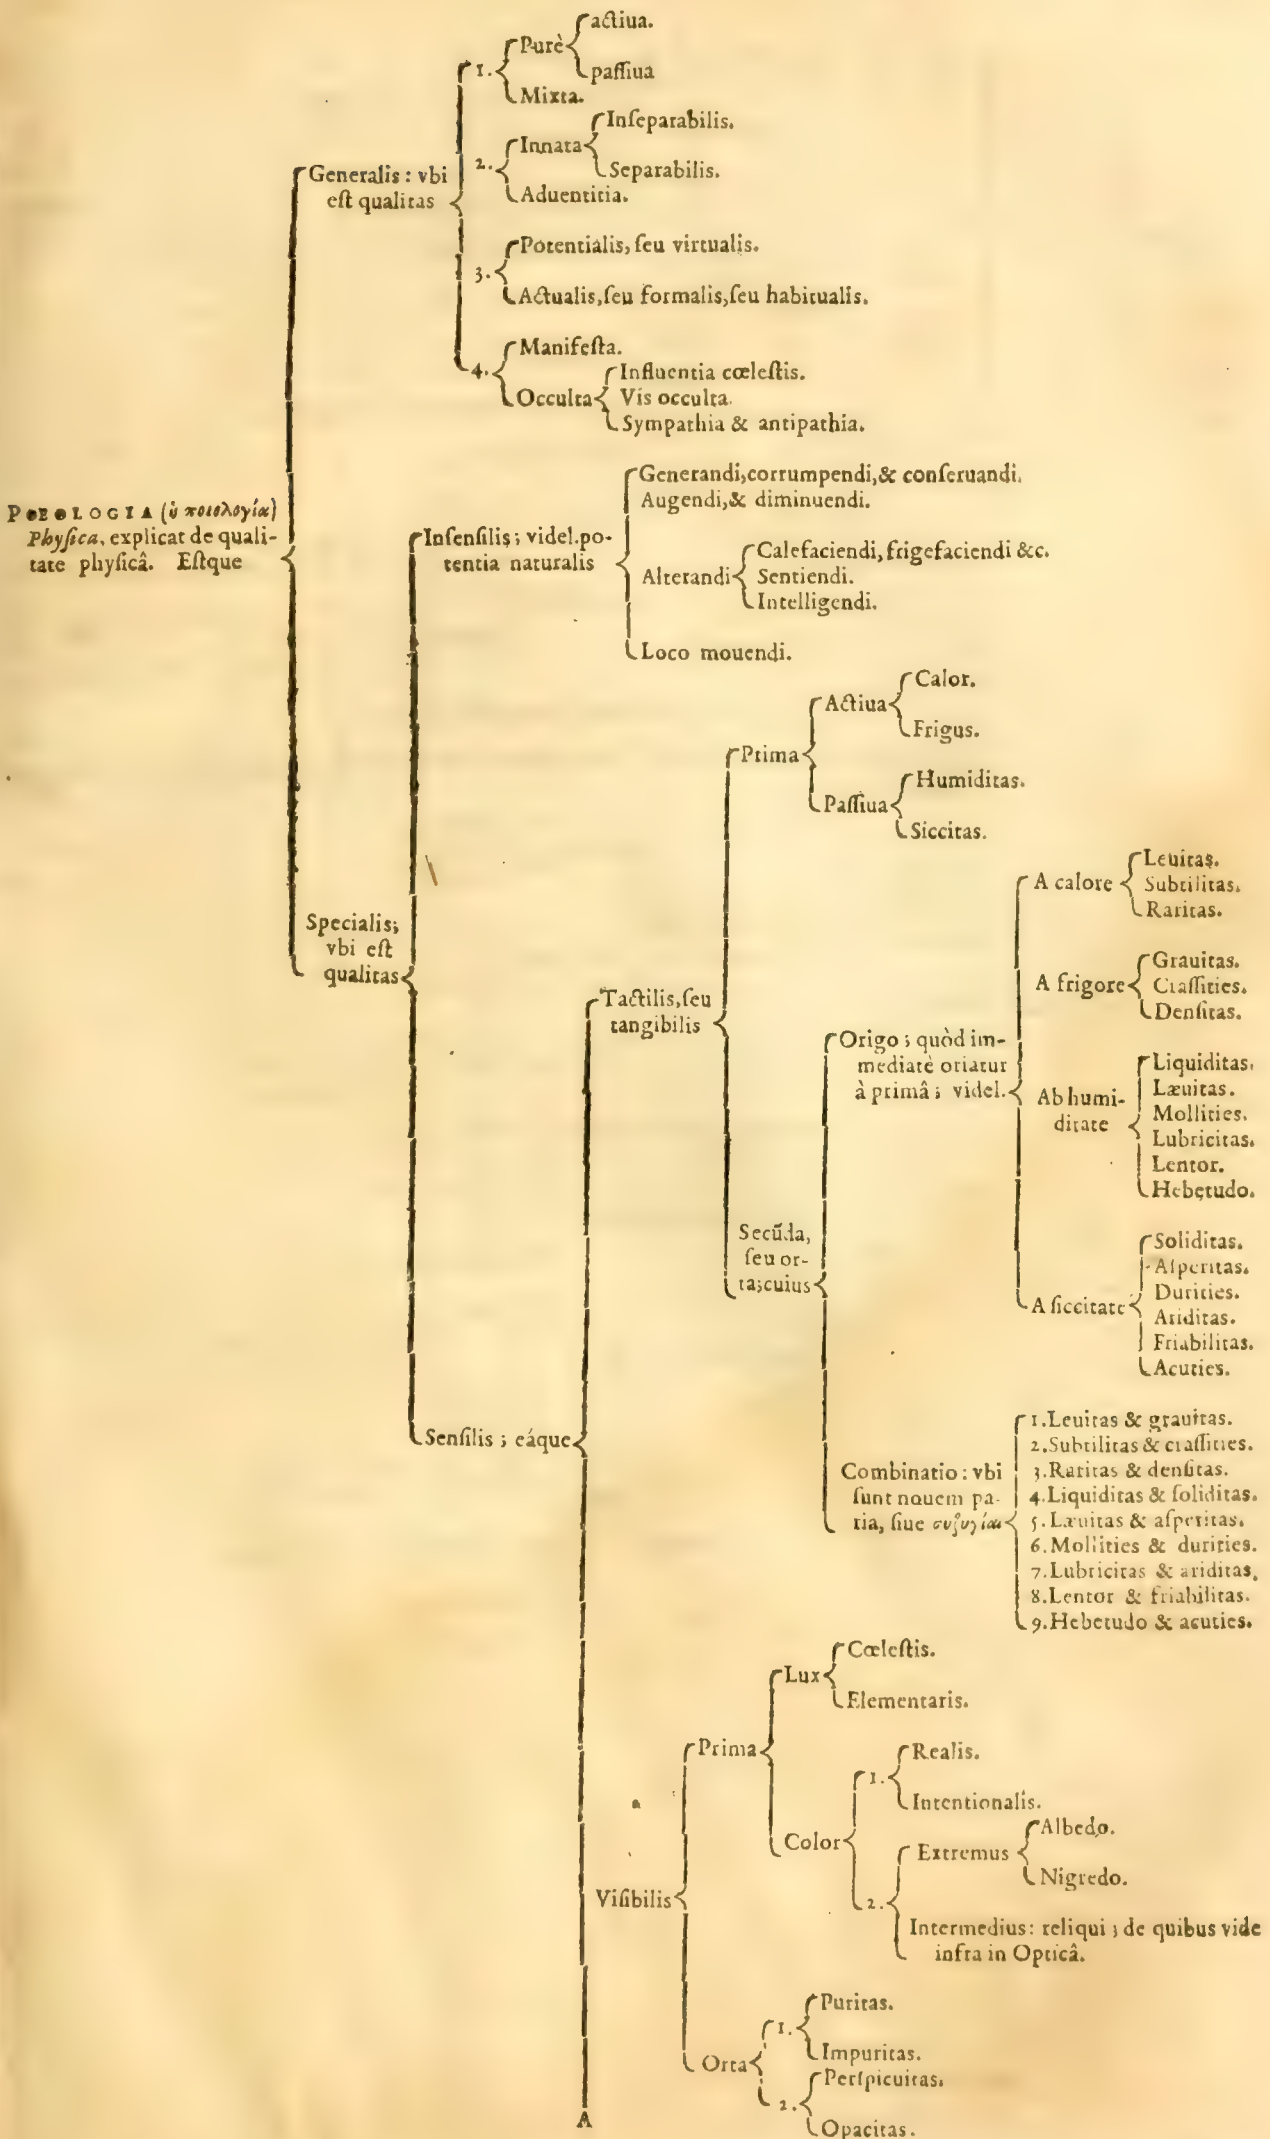 actiua.
Purè
passiua
1.
Mixta.
Inseparabilis.
Innata
2.
Separabilis.
Generalis : vbi
est qualitas
Aduentitia.
Potentialis, seu virtualis.
3.
Actualis, seu formalis, seu habitualis.
Manifesta.
4.
Influentia cœlestis.
Occulta
Vis occulta.
Sympathia & antipathia.
POEOLOGIA (ἡ ποιολογία)
Physica, explicat de quali-
tate physicâ. Estque
Generandi, corrumpendi, & conseruandi.
Augendi, & diminuendi.
Insensilis ; videl. po-
tentia naturalis
Calefaciendi, frigefaciendi &c.
Alterandi
Sentiendi.
Intelligendi.
Loco mouendi.
Calor.
Actiua
Frigus.
Prima
Humiditas.
Passiua
Siccitas.
Specialis ;
vbi est
qualitas
Leuitas.
A calore
Subtilitas.
Raritas.
Tactilis, seu
tangibilis
Grauitas.
A frigore
Crassities.
Densitas.
Origo ; quòd im-
mediatè oriatur
à primâ ; videl.
Liquiditas.
Læuitas.
Ab humi-
ditate
Mollities.
Lubricitas.
Lentor.
Hebetudo.
Secũda,
seu or-
ta; cuius
Soliditas.
Asperitas.
Durities.
A siccitate
Ariditas.
Friabilitas.
Acuties.
Sensilis ; eáque
1. Leuitas & grauitas.
2. Subtilitas & crassities.
Combinatio : vbi
sunt nouem pa-
ria, siue συζυγίαι
3. Raritas & densitas.
4. Liquiditas & soliditas.
5. Læuitas & asperitas.
6. Mollities & durities.
7. Lubricitas & ariditas.
8. Lentor & friabilitas.
9. Hebetudo & acuties.
Cœlestis.
Lux
Elementaris.
Prima
Realis.
1.
Intentionalis.
Color
Albedo.
Extremus
Nigredo.
2.
Visibilis
Intermedius : reliqui ; de quibus vide
infra in Opticâ.
Puritas.
1.
Impuritas.
Orta
Perspicuitas.
2.
Opacitas.
A